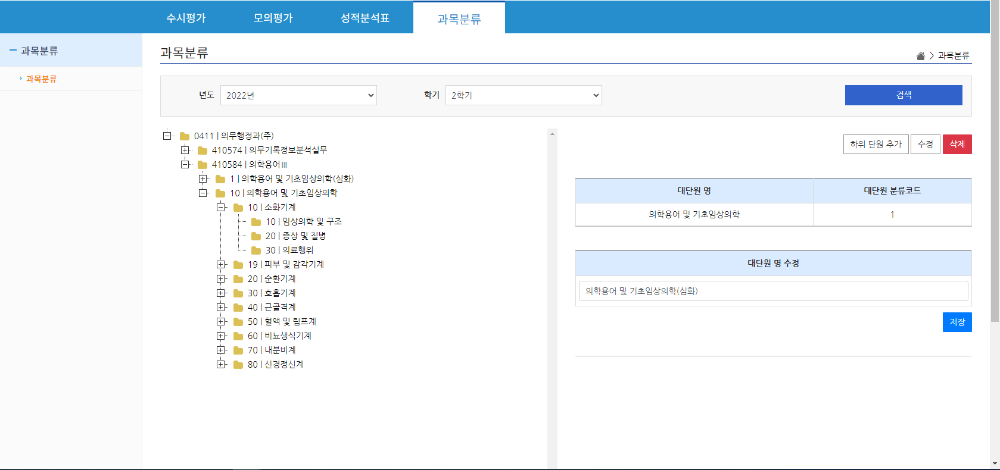 수시평가 모의평가 성적분석표 과목분류
과목분류
과목분류
과목분류
과목분류
년도 2022년 학기 2학기 검색
0411 | 의무행정과(주)
410574 | 의무기록정보분석실무
410584 | 의학용어Ⅲ
1 | 의학용어 및 기초임상의학(심화)
10 | 의학용어 및 기초임상의학
10 | 소화기계
10 | 임상의학 및 구조
20 | 증상 및 질병
30 | 의료행위
19 | 피부 및 감각기계
20 | 순환기계
30 | 호흡기계
40 | 근골격계
50 | 혈액 및 림프계
60 | 비뇨생식기계
70 | 내분비계
80 | 신경정신계
하위 단원 추가 수정 삭제
대단원 명 대단원 분류코드
의학용어 및 기초임상의학 1
대단원 명 수정
의학용어 및 기초임상의학(심화)
저장